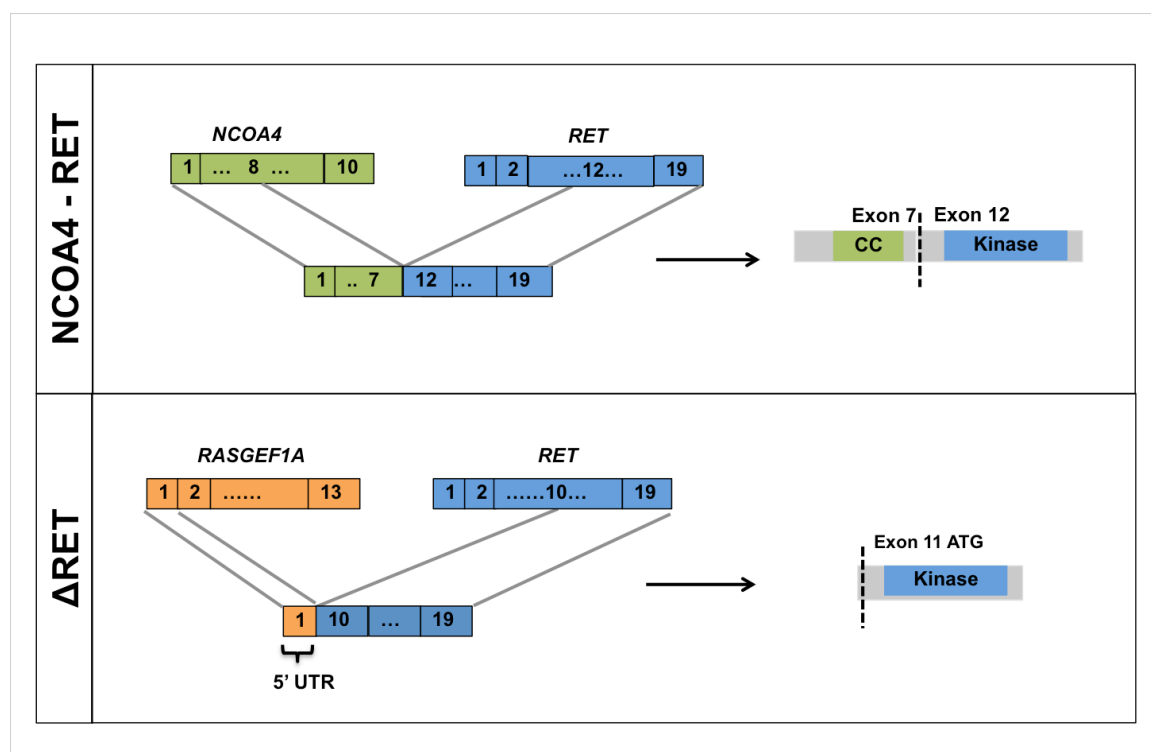 NCOA4 - RET
NCOA4
RET
1 ... 8 ... 10
1 2 ...12... 19
1 .. 7 12 ... 19
Exon 7 Exon 12
CC Kinase
ΔRET
RASGEF1A
RET
1 2 ...... 13
1 2 ......10... 19
1 10 ... 19
5’ UTR
Exon 11 ATG
Kinase